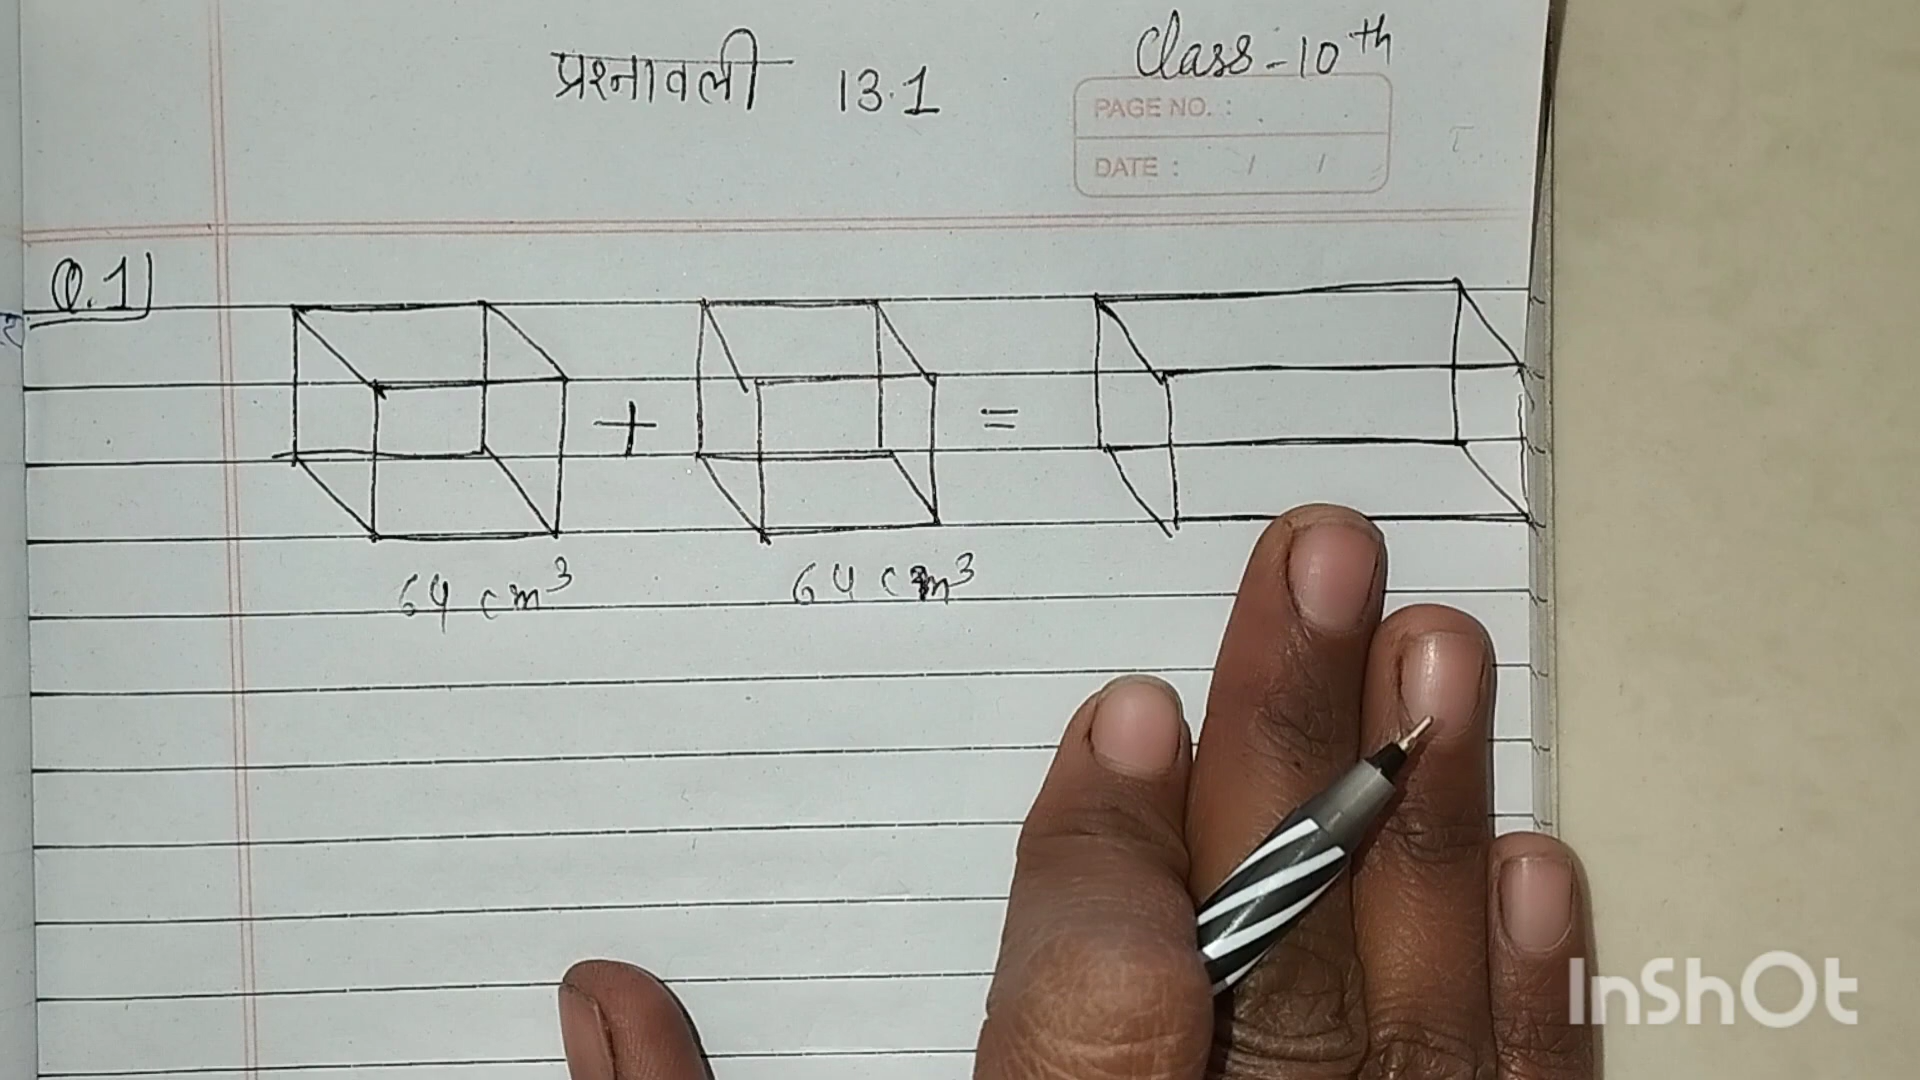 प्रश्नावली 13.1
Class-10th
PAGE NO. :
DATE : / /
Q.1)
+ =
64 cm³ 64 cm³
InShOt